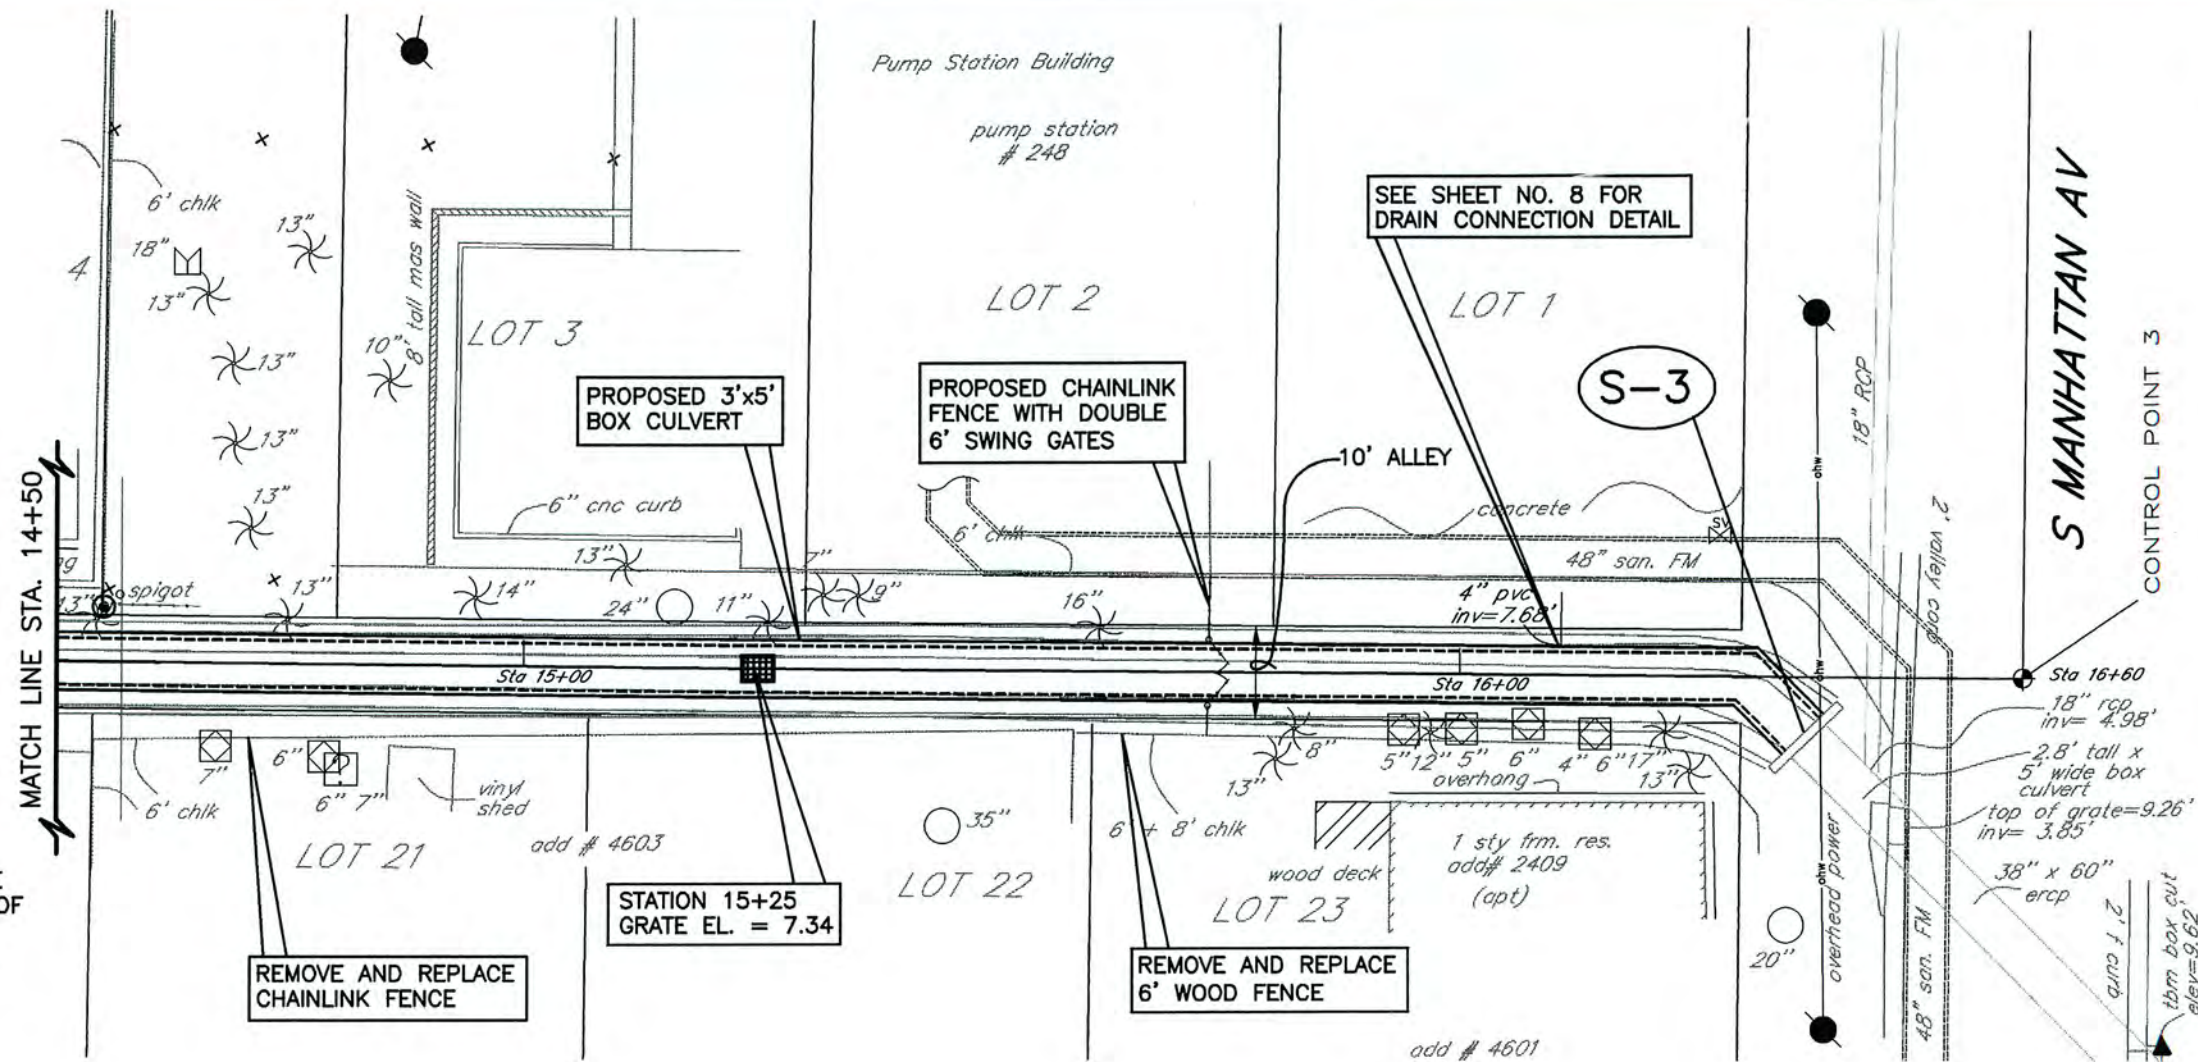 Pump Station Building
pump station
# 248
6' chlk
18"
13"
13"
4
8' tall mas wall
10"
13"
13"
13"
LOT 3
LOT 2
LOT 1
SEE SHEET NO. 8 FOR
DRAIN CONNECTION DETAIL
S-3
PROPOSED 3'x5'
BOX CULVERT
PROPOSED CHAINLINK
FENCE WITH DOUBLE
6' SWING GATES
10' ALLEY
18" RCP
ohw
S MANHATTAN AV
CONTROL POINT 3
2' valley corb
MATCH LINE STA. 14+50
6" cnc curb
concrete
sv
6' chlk
48" san. FM
13"
7"
9"
spigot
13"
13"
14"
24"
11"
16"
4" pvc
inv=7.68'
Sta 15+00
Sta 16+00
Sta 16+60
ohw
18" rcp
inv= 4.98'
2.8' tall x
5' wide box
culvert
top of grate=9.26'
inv= 3.85'
38" x 60"
ercp
7"
6"
6" 7"
vinyl
shed
6' chlk
LOT 21
add # 4603
35"
LOT 22
6' + 8' chlk
13"
8"
5"
12"
5"
6"
4"
6"
17"
13"
overhang
wood deck
1 sty frm. res.
add# 2409
(apt)
LOT 23
ohw
overhead power
20"
48" san. FM
2' f curb
tbm box cut
elev=9.62'
OF
STATION 15+25
GRATE EL. = 7.34
REMOVE AND REPLACE
CHAINLINK FENCE
REMOVE AND REPLACE
6' WOOD FENCE
add # 4601